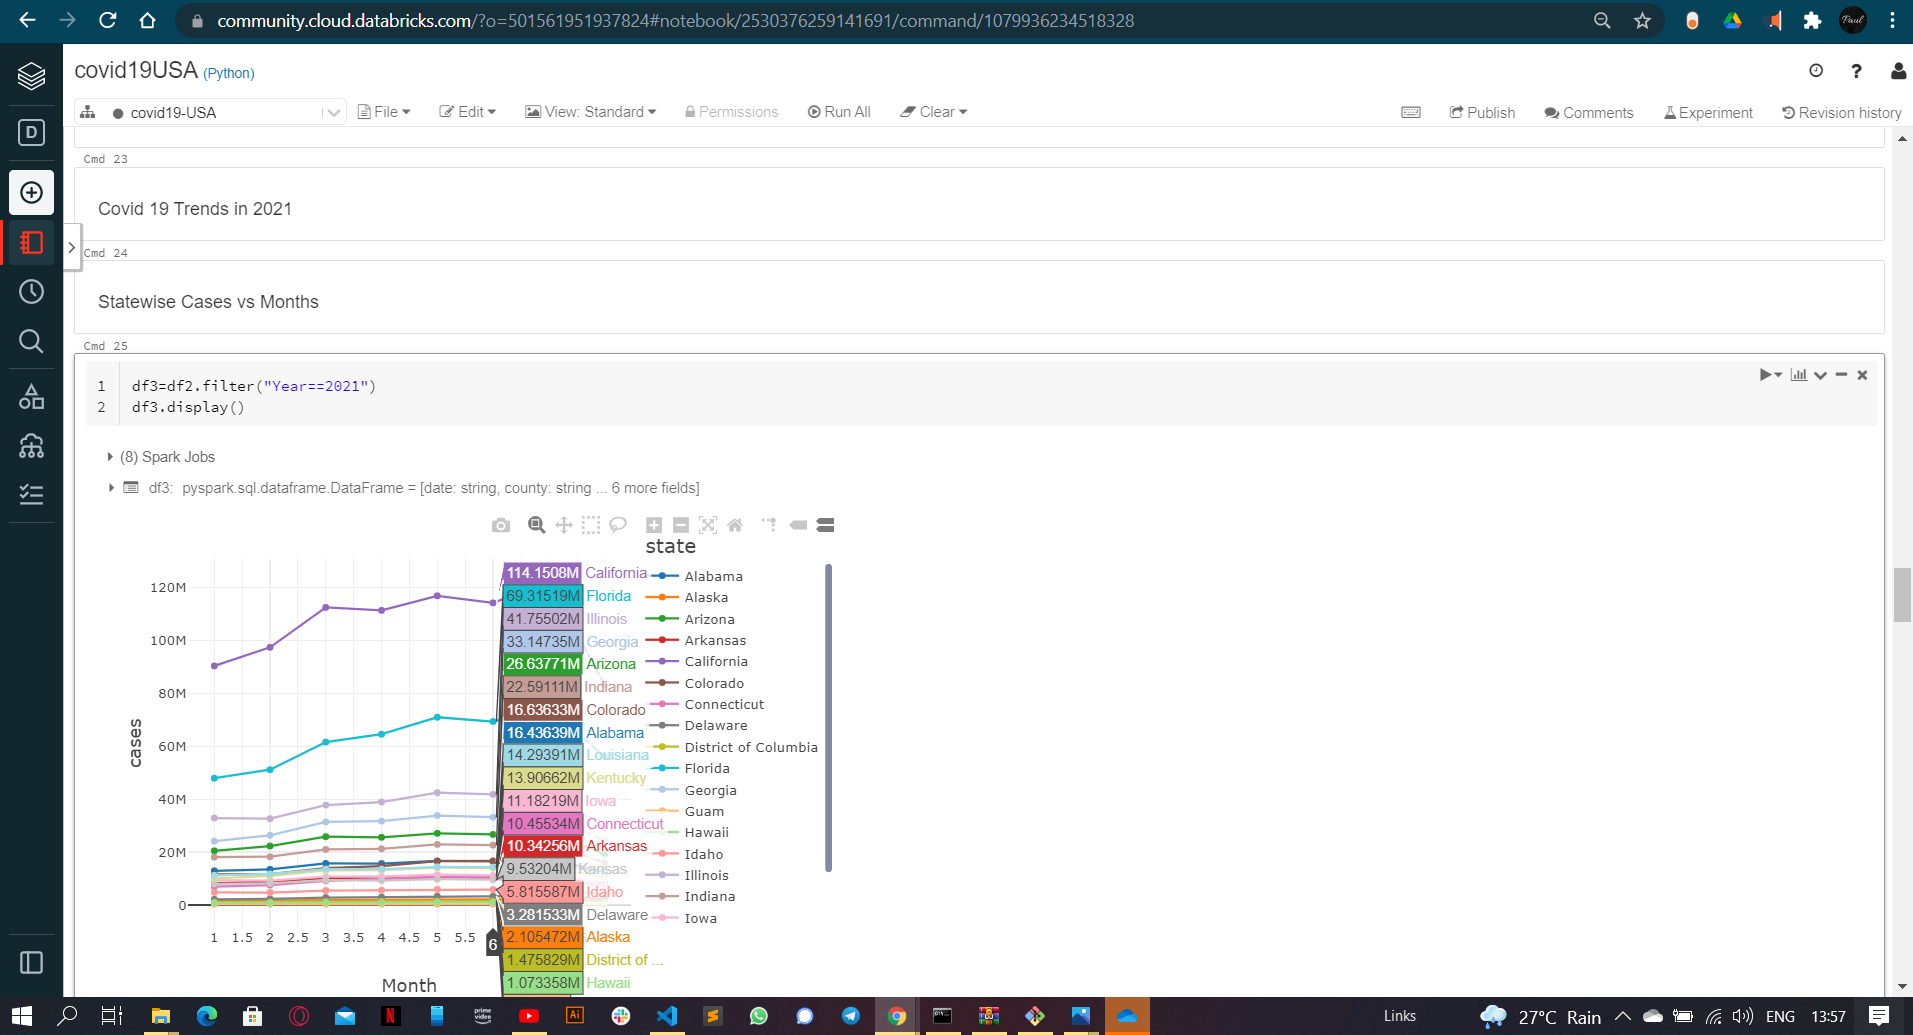 community.cloud.databricks.com/?o=501561951937824#notebook/2530376259141691/command/1079936234518328
Paul
covid19USA (Python)
covid19-USA
File
Edit
View: Standard
Permissions
Run All
Clear
Publish
Comments
Experiment
Revision history
D
Cmd 23
Covid 19 Trends in 2021
Cmd 24
Statewise Cases vs Months
Cmd 25
1 df3=df2.filter("Year==2021")
2 df3.display()
(8) Spark Jobs
df3: pyspark.sql.dataframe.DataFrame = [date: string, county: string ... 6 more fields]
state
120M
100M
80M
60M
40M
20M
0
cases
1 1.5 2 2.5 3 3.5 4 4.5 5 5.5 6
Month
114.1508M California
69.31519M Florida
41.75502M Illinois
33.14735M Georgia
26.63771M Arizona
22.59111M Indiana
16.63633M Colorado
16.43639M Alabama
14.29391M Louisiana
13.90662M Kentucky
11.18219M Iowa
10.45534M Connecticut
10.34256M Arkansas
9.53204M Kansas
5.815587M Idaho
3.281533M Delaware
2.105472M Alaska
1.475829M District of ...
1.073358M Hawaii
Alabama
Alaska
Arizona
Arkansas
California
Colorado
Connecticut
Delaware
District of Columbia
Florida
Georgia
Guam
Hawaii
Idaho
Illinois
Indiana
Iowa
prime video
Ai
Links
27°C Rain
ENG
13:57